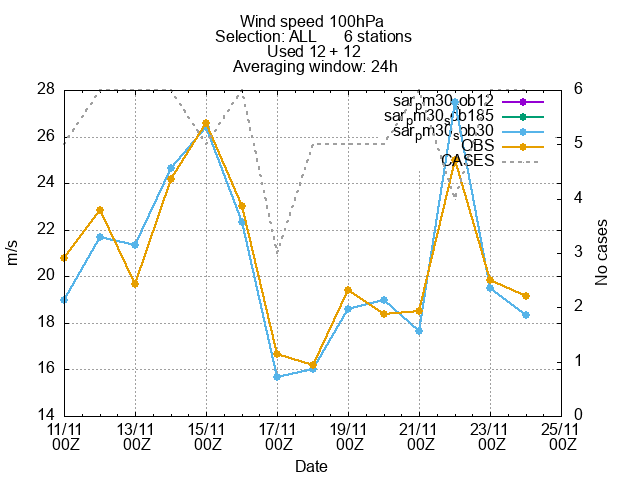 Wind speed 100hPa
Selection: ALL 6 stations
Used 12 + 12
Averaging window: 24h
28
26
24
22
20
18
16
14
m/s
6
5
4
3
2
1
0
No cases
sarpm30sob12
sarpm30sob185
sarpm30sob30
OBS
CASES
11/11 13/11 15/11 17/11 19/11 21/11 23/11 25/11
00Z 00Z 00Z 00Z 00Z 00Z 00Z 00Z
Date